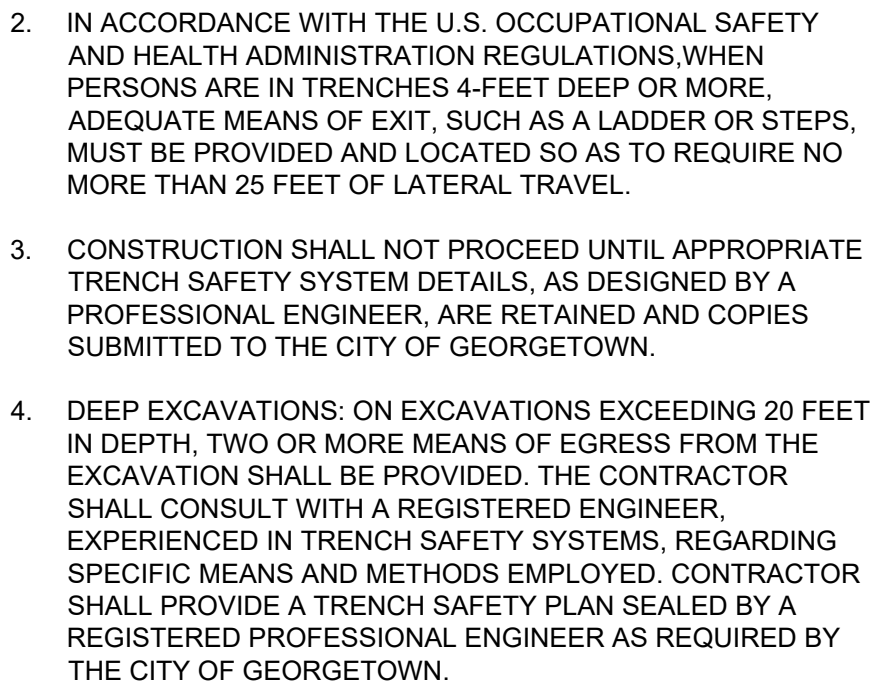 2. IN ACCORDANCE WITH THE U.S. OCCUPATIONAL SAFETY
AND HEALTH ADMINISTRATION REGULATIONS,WHEN
PERSONS ARE IN TRENCHES 4-FEET DEEP OR MORE,
ADEQUATE MEANS OF EXIT, SUCH AS A LADDER OR STEPS,
MUST BE PROVIDED AND LOCATED SO AS TO REQUIRE NO
MORE THAN 25 FEET OF LATERAL TRAVEL.
3. CONSTRUCTION SHALL NOT PROCEED UNTIL APPROPRIATE
TRENCH SAFETY SYSTEM DETAILS, AS DESIGNED BY A
PROFESSIONAL ENGINEER, ARE RETAINED AND COPIES
SUBMITTED TO THE CITY OF GEORGETOWN.
4. DEEP EXCAVATIONS: ON EXCAVATIONS EXCEEDING 20 FEET
IN DEPTH, TWO OR MORE MEANS OF EGRESS FROM THE
EXCAVATION SHALL BE PROVIDED. THE CONTRACTOR
SHALL CONSULT WITH A REGISTERED ENGINEER,
EXPERIENCED IN TRENCH SAFETY SYSTEMS, REGARDING
SPECIFIC MEANS AND METHODS EMPLOYED. CONTRACTOR
SHALL PROVIDE A TRENCH SAFETY PLAN SEALED BY A
REGISTERED PROFESSIONAL ENGINEER AS REQUIRED BY
THE CITY OF GEORGETOWN.